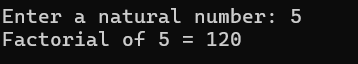 Enter a natural number: 5
Factorial of 5 = 120